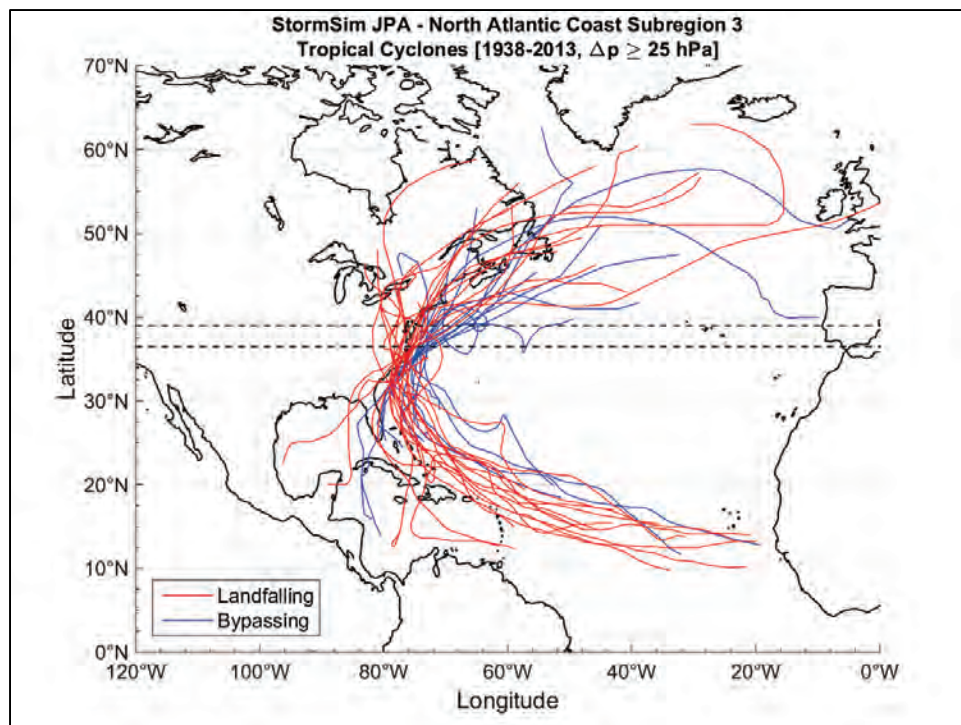 StormSim JPA - North Atlantic Coast Subregion 3
Tropical Cyclones [1938-2013, Δp ≥ 25 hPa]
70°N
60°N
50°N
40°N
30°N
20°N
10°N
0°N
Latitude
Landfalling
Bypassing
120°W 100°W 80°W 60°W 40°W 20°W 0°W
Longitude